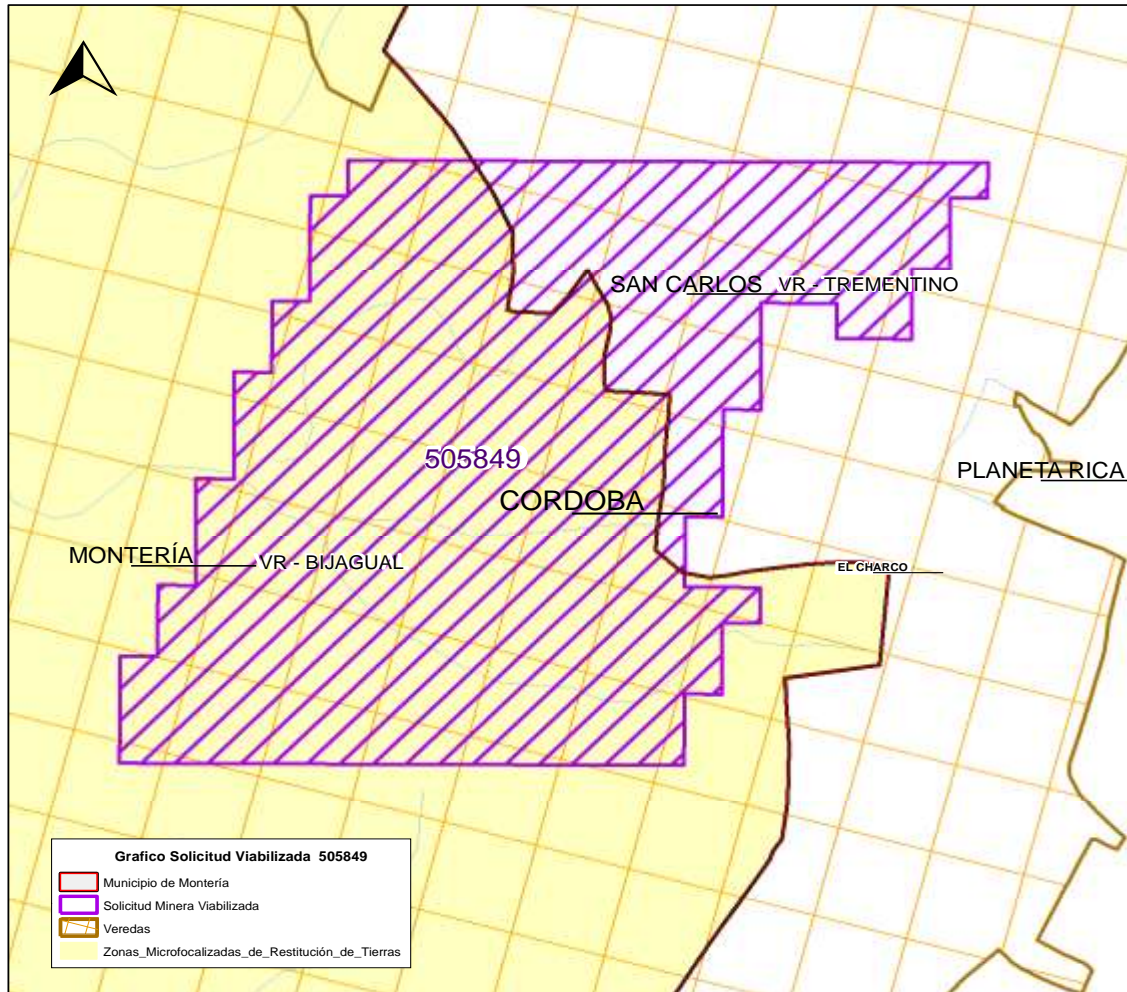 SAN CARLOS VR - TREMENTINO
505849
PLANETA RICA
CORDOBA
MONTERÍA VR - BIJAGUAL
EL CHARCO
Grafico Solicitud Viabilizada 505849
Municipio de Montería
Solicitud Minera Viabilizada
Veredas
Zonas_Microfocalizadas_de_Restitución_de_Tierras